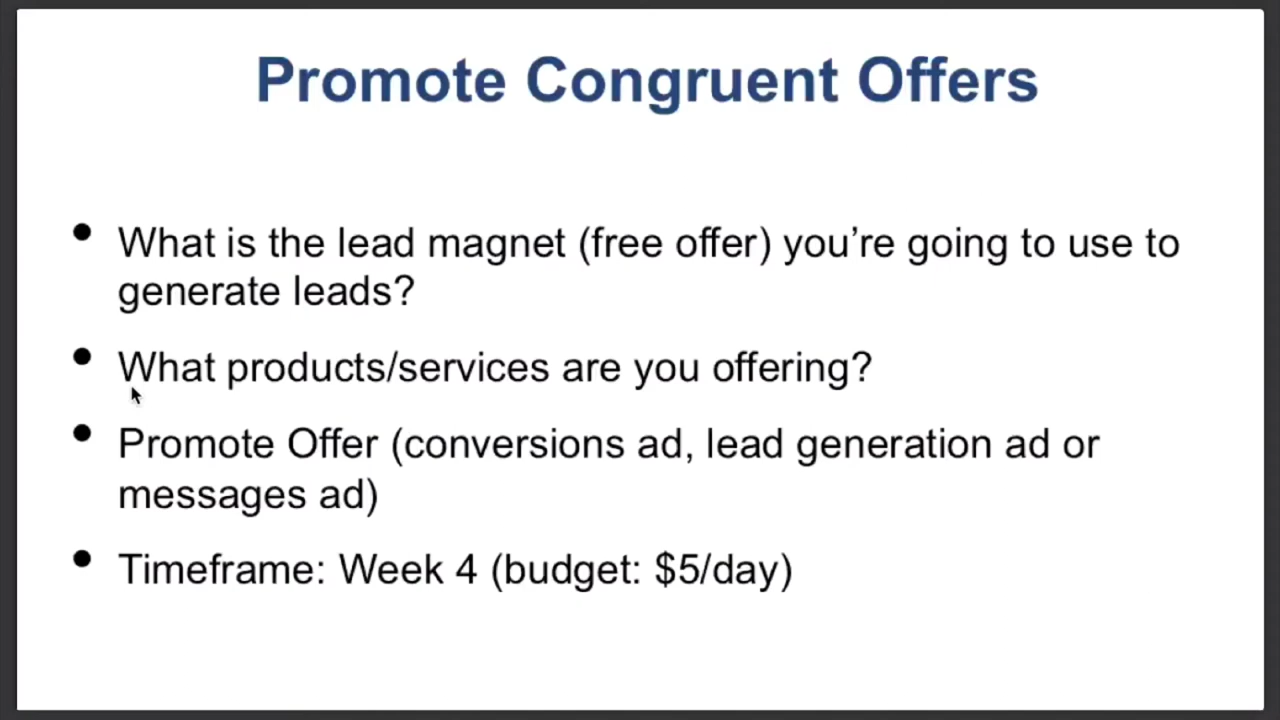 Promote Congruent Offers
• What is the lead magnet (free offer) you’re going to use to
generate leads?
• What products/services are you offering?
• Promote Offer (conversions ad, lead generation ad or
messages ad)
• Timeframe: Week 4 (budget: $5/day)